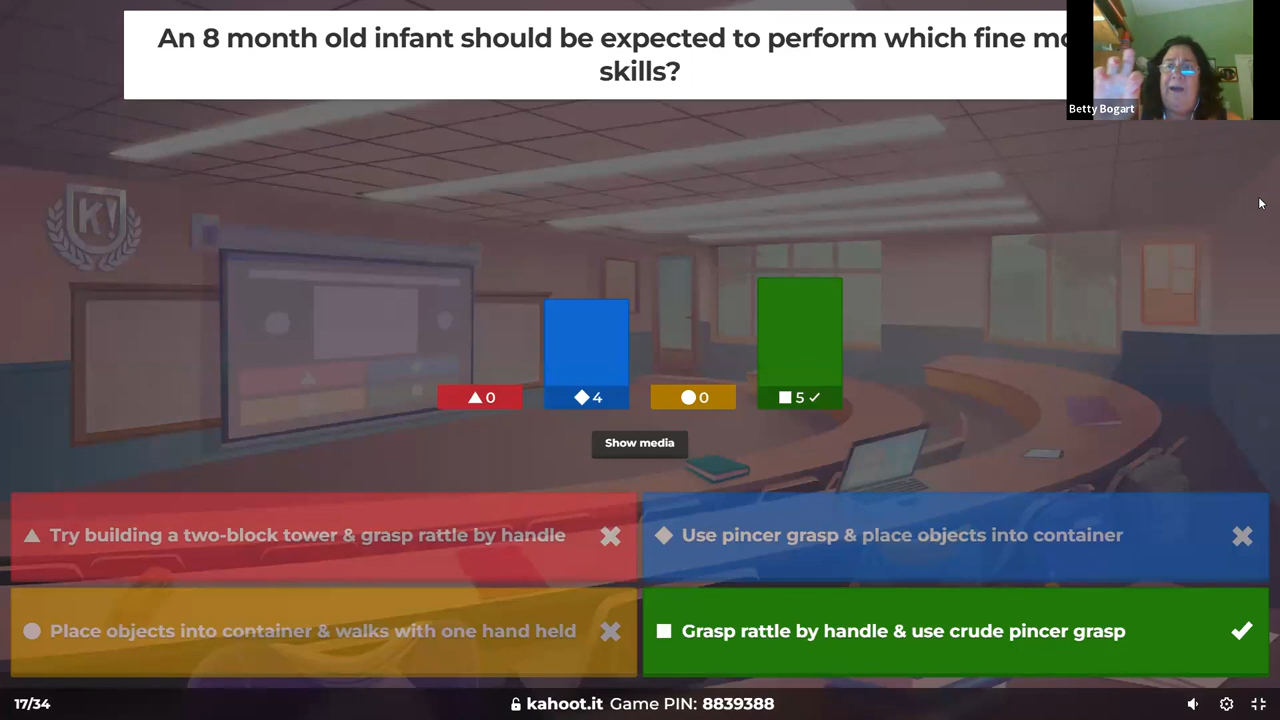 An 8 month old infant should be expected to perform which fine
skills?
Betty Bogart
K!
0
4
0
5
Show media
Try building a two-block tower & grasp rattle by handle
Use pincer grasp & place objects into container
Place objects into container & walks with one hand held
Grasp rattle by handle & use crude pincer grasp
17/34
kahoot.it Game PIN: 8839388